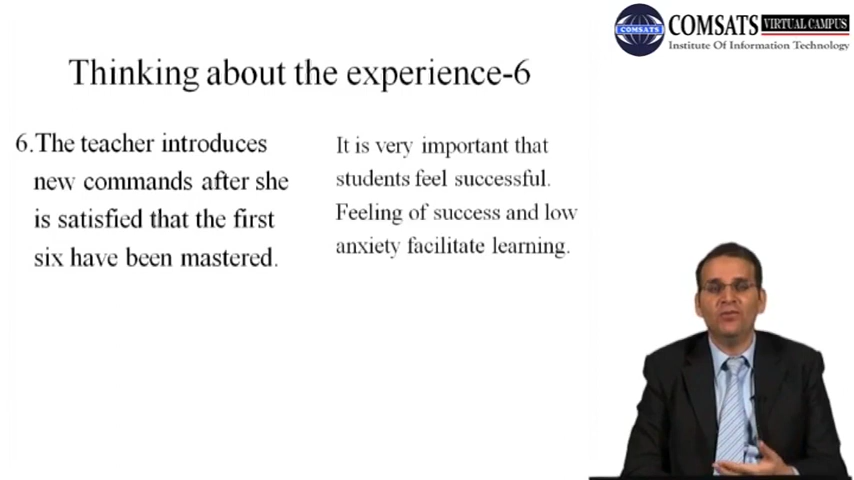 COMSATS VIRTUAL CAMPUS
Institute Of Information Technology
COMSATS
Thinking about the experience-6
6.The teacher introduces
new commands after she
is satisfied that the first
six have been mastered.
It is very important that
students feel successful.
Feeling of success and low
anxiety facilitate learning.